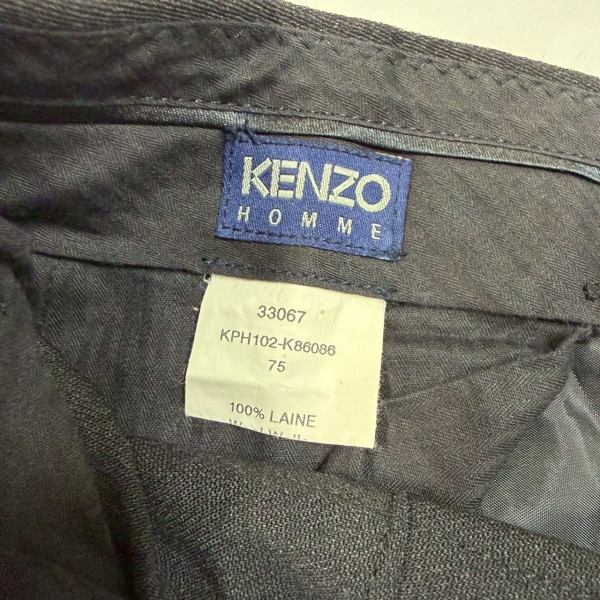 KENZO
HOMME
33067
KPH102-K86086
75
100% LAINE